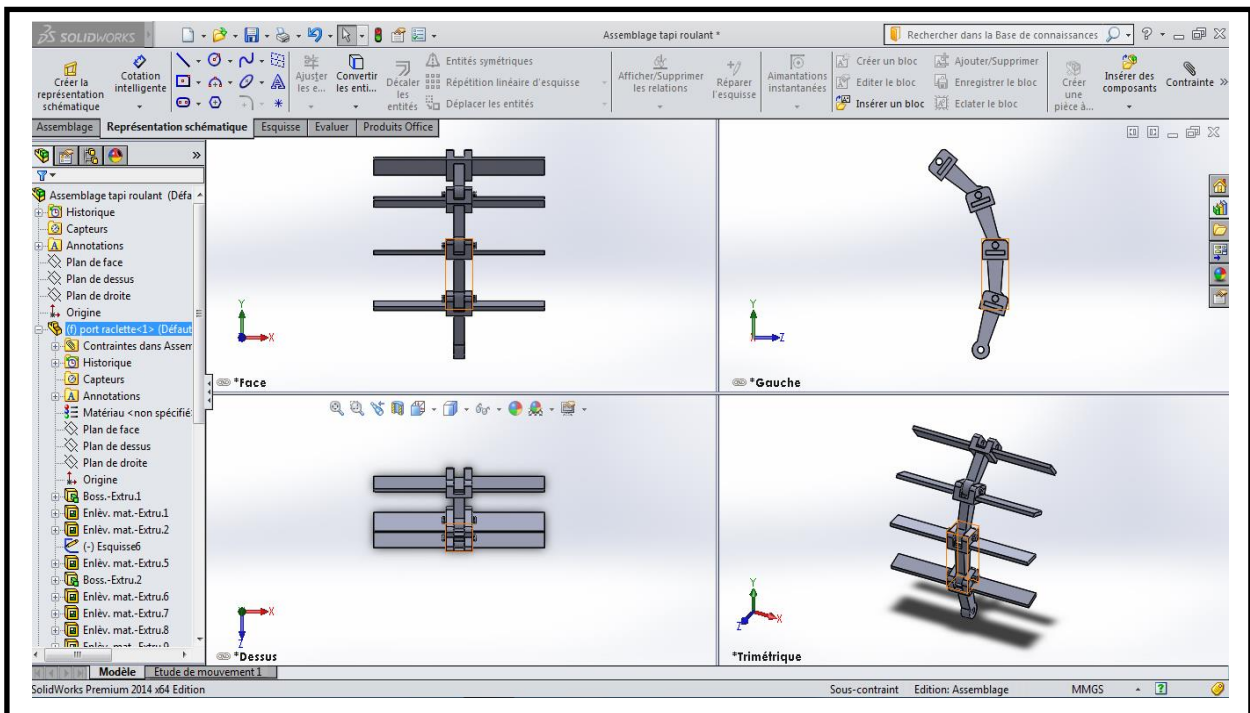 SOLIDWORKS
Assemblage tapi roulant *
Rechercher dans la Base de connaissances
Créer la représentation schématique
Cotation intelligente
Ajuster les e...
Convertir les enti...
Décaler les entités
Entités symétriques
Répétition linéaire d'esquisse
Déplacer les entités
Afficher/Supprimer les relations
Réparer l'esquisse
Aimantations instantanées
Créer un bloc
Editer le bloc
Insérer un bloc
Ajouter/Supprimer
Enregistrer le bloc
Eclater le bloc
Créer une pièce à...
Insérer des composants
Contrainte »
Assemblage Représentation schématique Esquisse Evaluer Produits Office
»
Assemblage tapi roulant (Défa
Historique
Capteurs
Annotations
Plan de face
Plan de dessus
Plan de droite
Origine
(f) port raclette<1> (Défaut
Contraintes dans Assem
Historique
Capteurs
Annotations
Matériau <non spécifié
Plan de face
Plan de dessus
Plan de droite
Origine
Boss.-Extru.1
Enlèv. mat.-Extru.1
Enlèv. mat.-Extru.2
(-) Esquisse6
Enlèv. mat.-Extru.5
Boss.-Extru.2
Enlèv. mat.-Extru.6
Enlèv. mat.-Extru.7
Enlèv. mat.-Extru.8
Enlèv. mat.-Extru.9
Y
X
*Face
Y
Z
*Gauche
X
Z
*Dessus
Y
X
Z
*Trimétrique
Modèle Etude de mouvement 1
SolidWorks Premium 2014 x64 Edition
Sous-contraint Edition: Assemblage MMGS